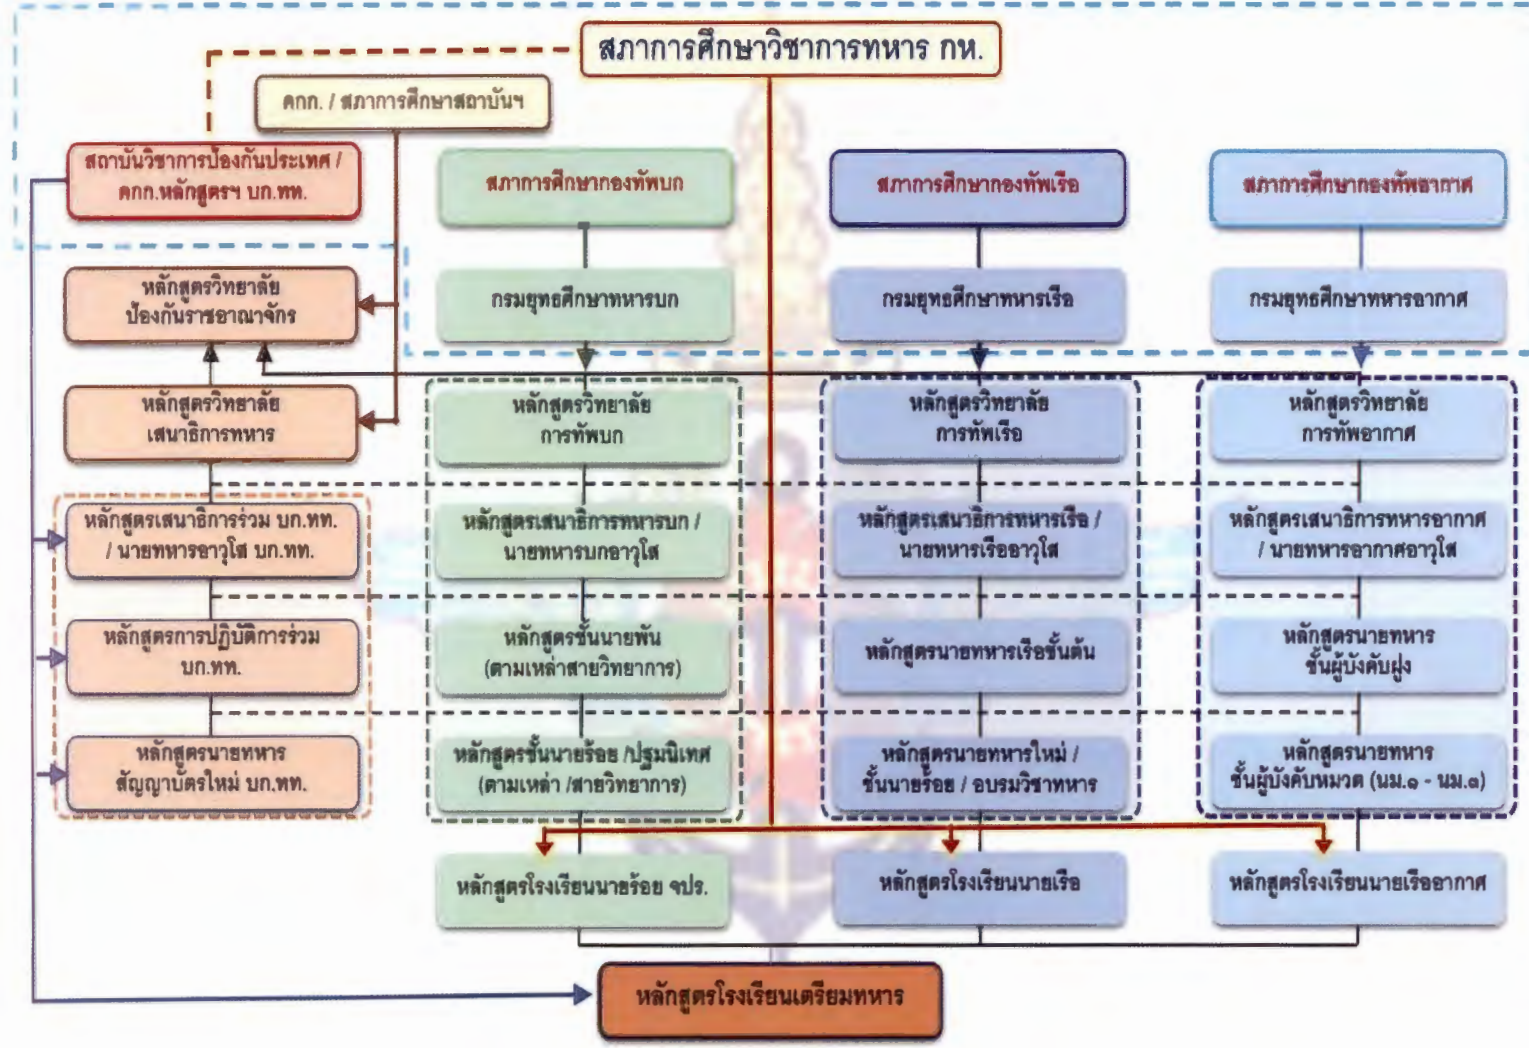 สภาการศึกษาวิชาการทหาร กห.
คกก. / สภาการศึกษาสถาบันฯ
สถาบันวิชาการป้องกันประเทศ /
คกก.หลักสูตรฯ บก.ทท.
สภาการศึกษากองทัพบก
สภาการศึกษากองทัพเรือ
สภาการศึกษากองทัพอากาศ
หลักสูตรวิทยาลัย
ป้องกันราชอาณาจักร
กรมยุทธศึกษาทหารบก
กรมยุทธศึกษาทหารเรือ
กรมยุทธศึกษาทหารอากาศ
หลักสูตรวิทยาลัย
เสนาธิการทหาร
หลักสูตรวิทยาลัย
การทัพบก
หลักสูตรวิทยาลัย
การทัพเรือ
หลักสูตรวิทยาลัย
การทัพอากาศ
หลักสูตรเสนาธิการร่วม บก.ทท.
/ นายทหารอาวุโส บก.ทท.
หลักสูตรเสนาธิการทหารบก /
นายทหารบกอาวุโส
หลักสูตรเสนาธิการทหารเรือ /
นายทหารเรืออาวุโส
หลักสูตรเสนาธิการทหารอากาศ
/ นายทหารอากาศอาวุโส
หลักสูตรการปฏิบัติการร่วม
บก.ทท.
หลักสูตรชั้นนายพัน
(ตามเหล่าสายวิทยาการ)
หลักสูตรนายทหารเรือชั้นต้น
หลักสูตรนายทหาร
ชั้นผู้บังคับฝูง
หลักสูตรนายทหาร
สัญญาบัตรใหม่ บก.ทท.
หลักสูตรชั้นนายร้อย /ปฐมนิเทศ
(ตามเหล่า /สายวิทยาการ)
หลักสูตรนายทหารใหม่ /
ชั้นนายร้อย / อบรมวิชาทหาร
หลักสูตรนายทหาร
ชั้นผู้บังคับหมวด (นม.๑ - นม.๓)
หลักสูตรโรงเรียนนายร้อย จปร.
หลักสูตรโรงเรียนนายเรือ
หลักสูตรโรงเรียนนายเรืออากาศ
หลักสูตรโรงเรียนเตรียมทหาร